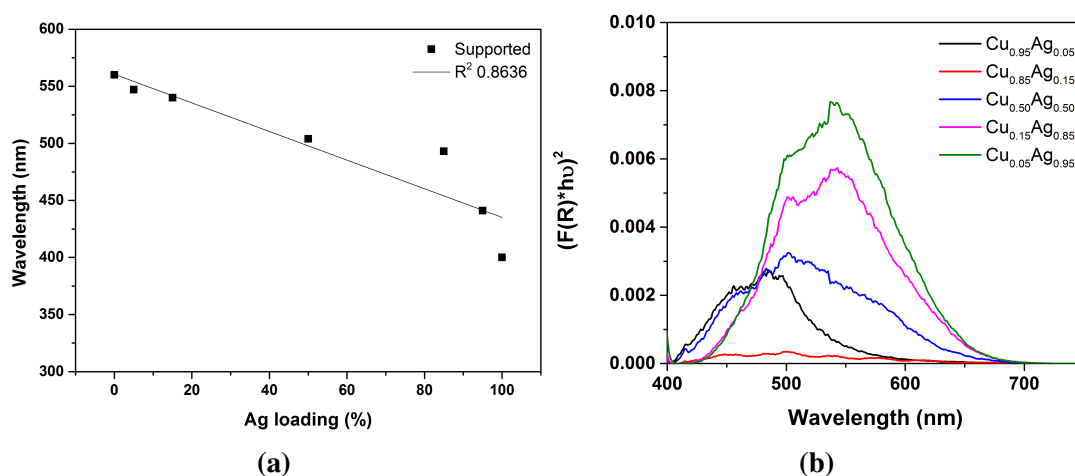 600
550
500
450
400
350
300
0
20
40
60
80
100
Wavelength (nm)
Ag loading (%)
Supported
R² 0.8636
(a)
0.010
0.008
0.006
0.004
0.002
0.000
400
500
600
700
(F(R)*hυ)²
Wavelength (nm)
Cu₀.₉₅Ag₀.₀₅
Cu₀.₈₅Ag₀.₁₅
Cu₀.₅₀Ag₀.₅₀
Cu₀.₁₅Ag₀.₈₅
Cu₀.₀₅Ag₀.₉₅
(b)